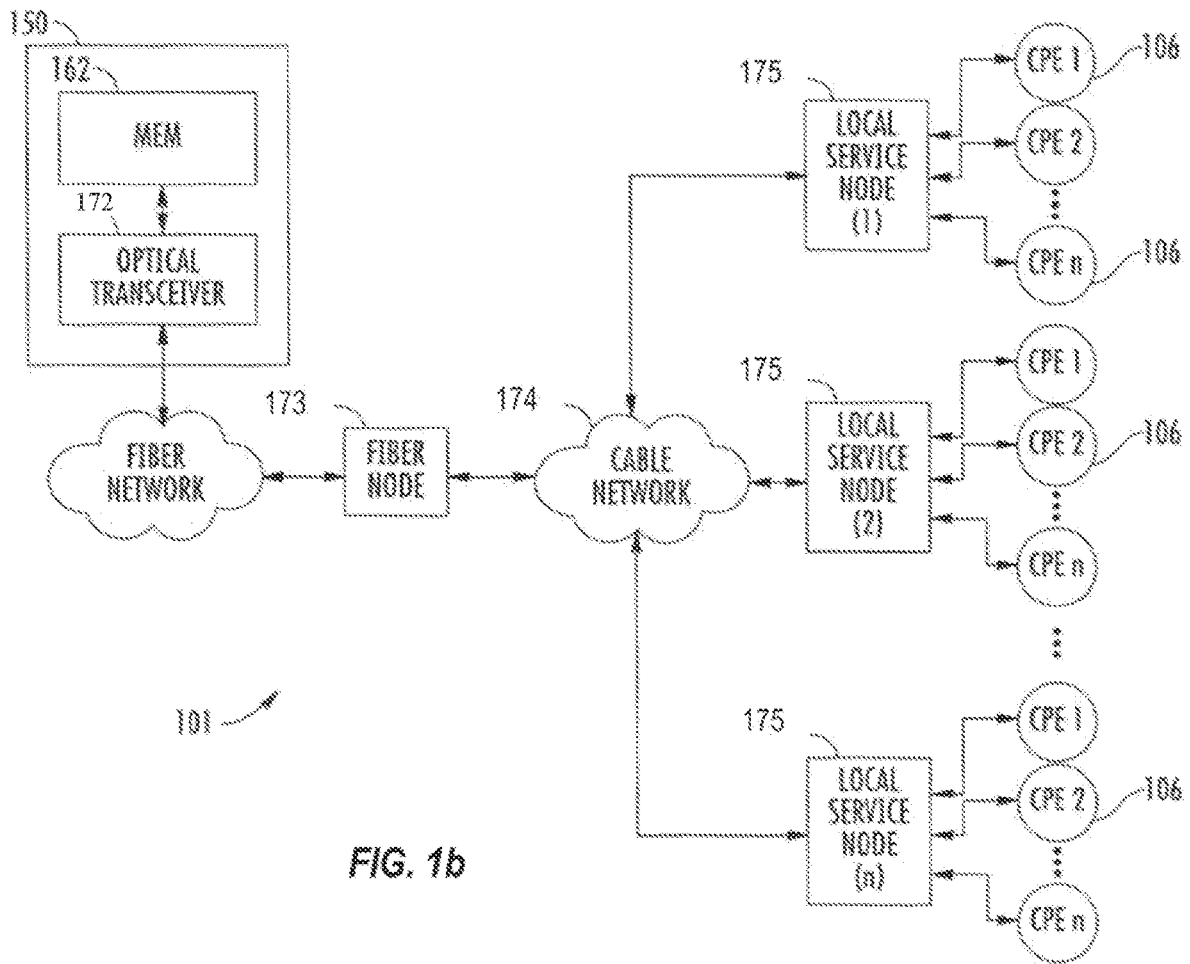 150
162
MEM
172
OPTICAL
TRANSCEIVER
FIBER
NETWORK
173
FIBER
NODE
174
CABLE
NETWORK
175
LOCAL
SERVICE
NODE
(1)
CPE 1
106
CPE 2
CPE n
106
175
LOCAL
SERVICE
NODE
(2)
CPE 1
CPE 2
106
CPE n
175
LOCAL
SERVICE
NODE
(n)
CPE 1
CPE 2
106
CPE n
101
FIG. 1b